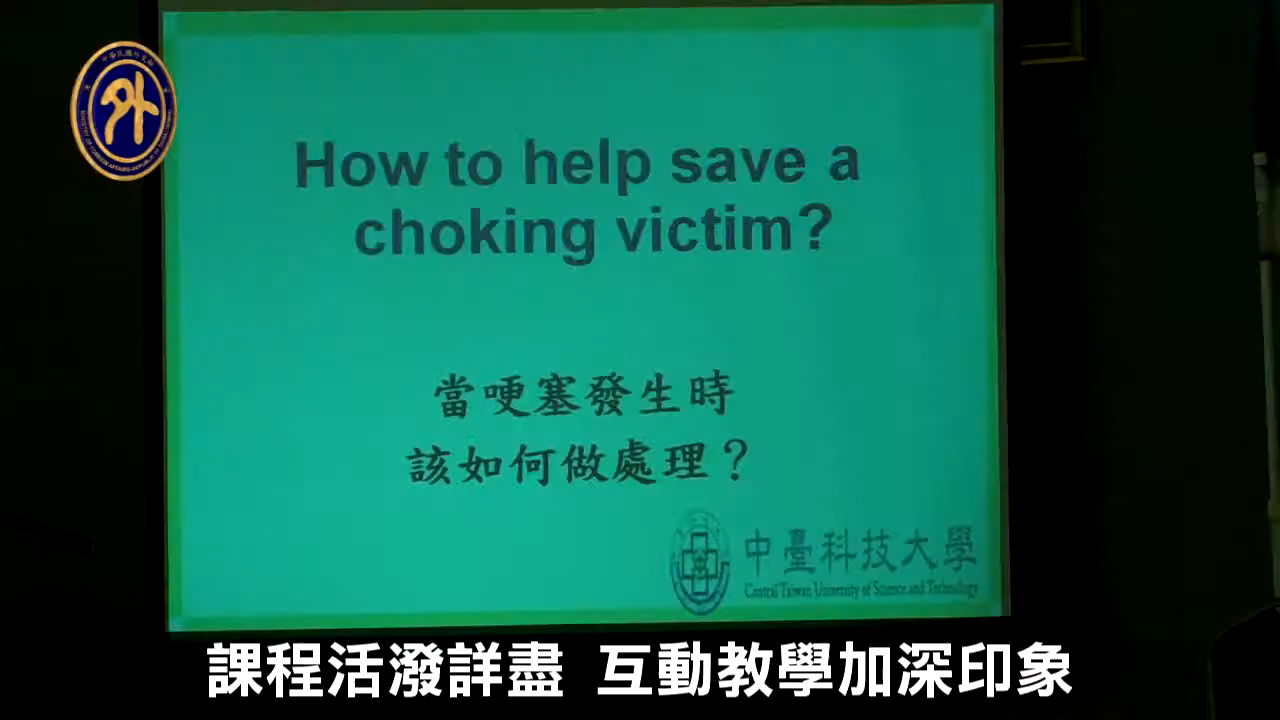 外
How to help save a
choking victim?
當哽塞發生時
該如何做處理？
中臺科技大學
Central Taiwan University of Science and Technology
課程活潑詳盡 互動教學加深印象